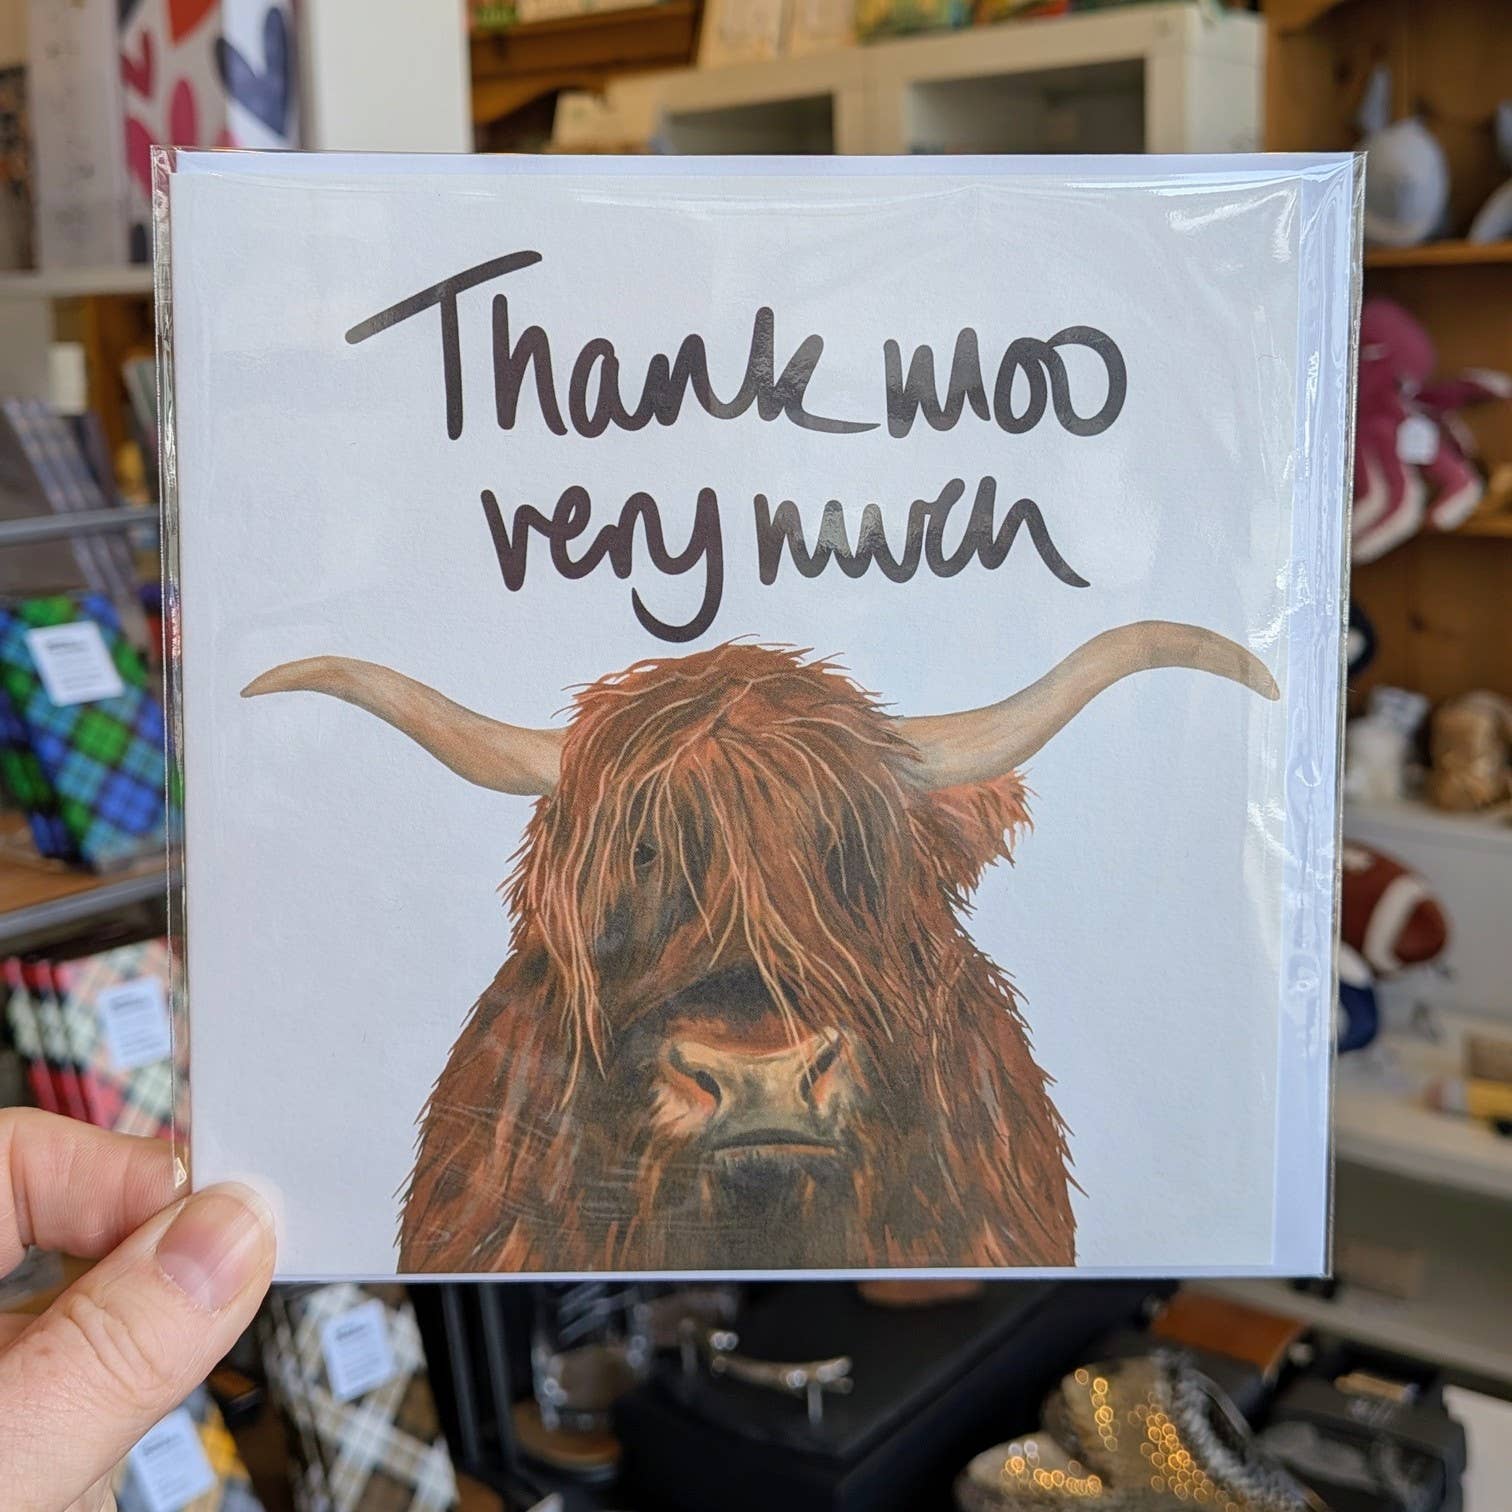 Thank moo
very much